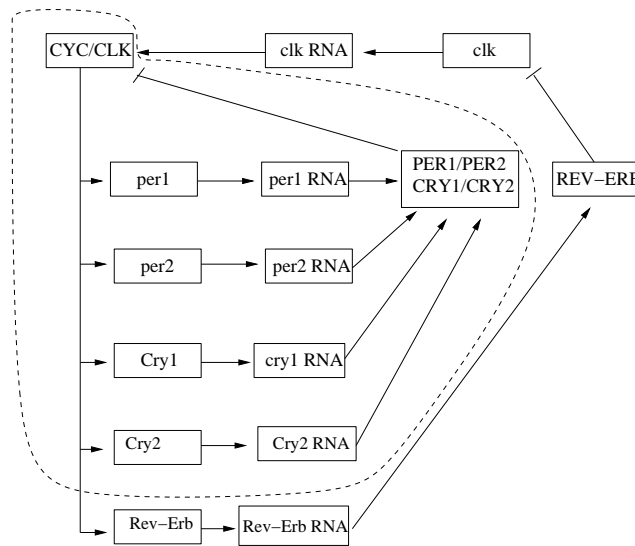 CYC/CLK
clk RNA
clk
per1
per1 RNA
PER1/PER2
CRY1/CRY2
REV-ERB
per2
per2 RNA
Cry1
cry1 RNA
Cry2
Cry2 RNA
Rev-Erb
Rev-Erb RNA